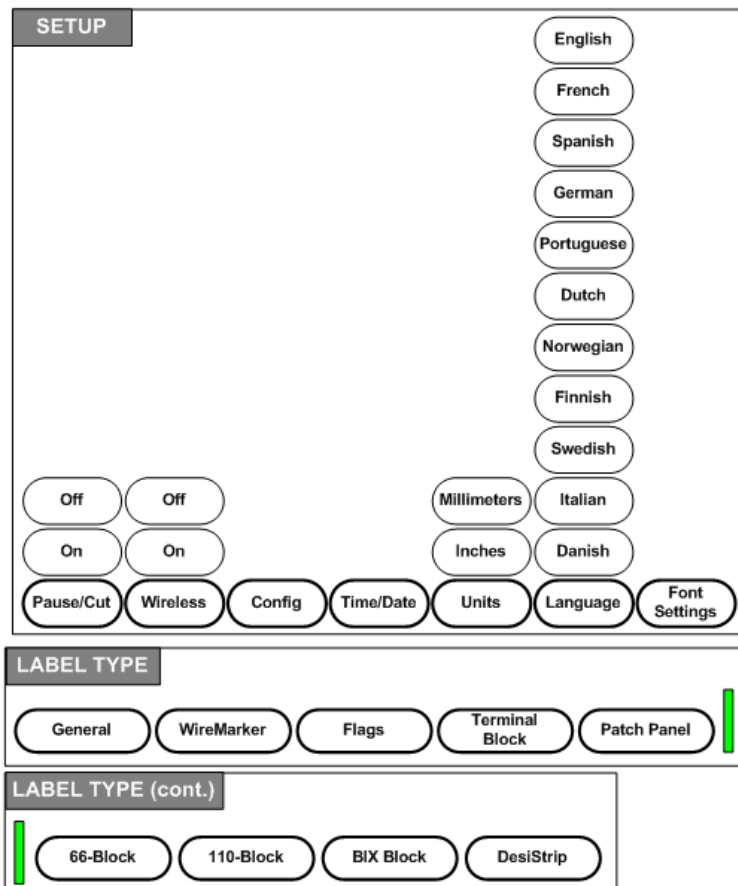 SETUP
English
French
Spanish
German
Portuguese
Dutch
Norwegian
Finnish
Swedish
Off Off Millimeters Italian
On On Inches Danish
Pause/Cut Wireless Config Time/Date Units Language Font Settings
LABEL TYPE
General WireMarker Flags Terminal Block Patch Panel
LABEL TYPE (cont.)
66-Block 110-Block BIX Block DesiStrip